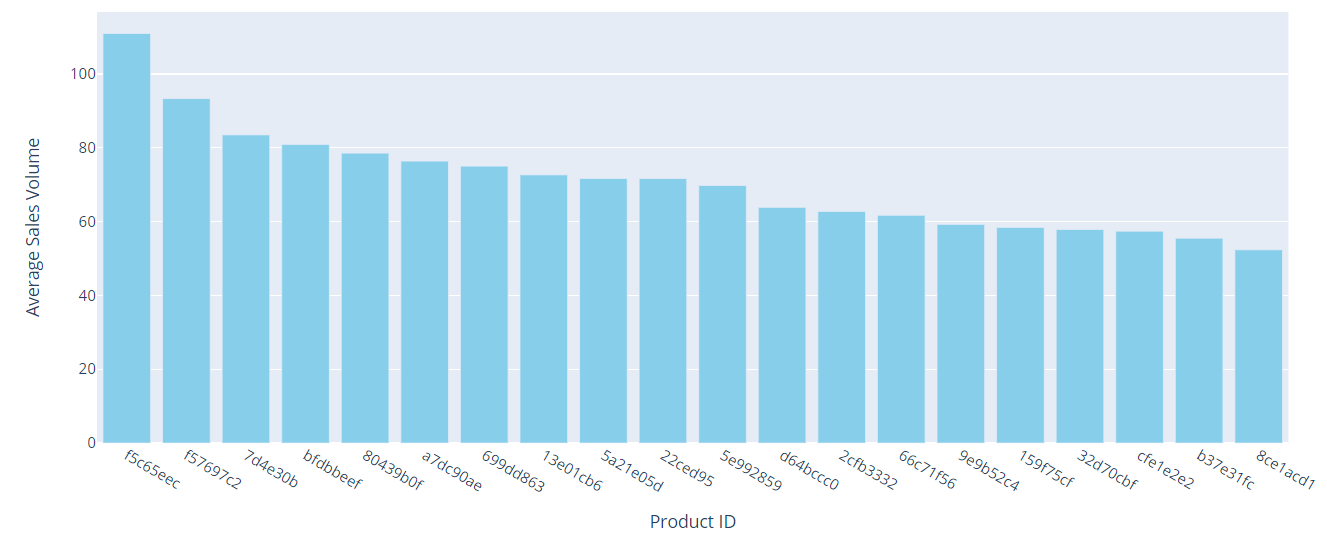 Average Sales Volume
100
80
60
40
20
0
f5c65eec
f57697c2
7d4e30b
bfdbbeef
80439b0f
a7dc90ae
699dd863
13e01cb6
5a21e05d
22ced95
5e992859
d64bccc0
2cfb3332
66c71f56
9e9b52c4
159f75cf
32d70cbf
cfe1e2e2
b37e31fc
8ce1acd1
Product ID